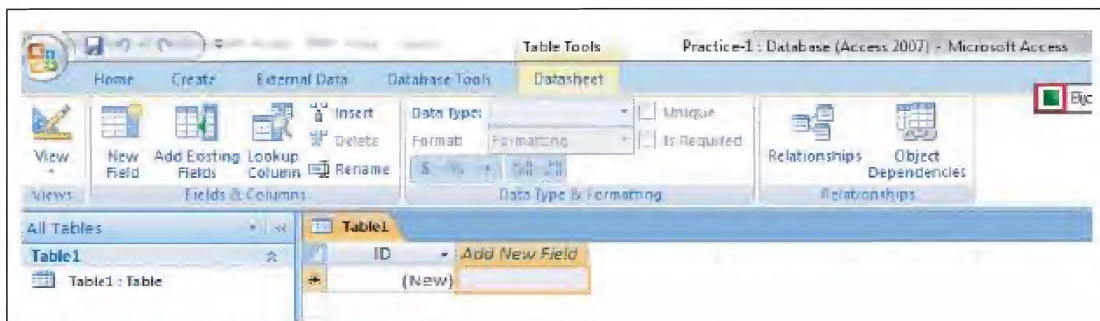 Table Tools Practice-1 : Database (Access 2007) - Microsoft Access
Home Create External Data Database Tools Datasheet
View
New Field
Add Existing Fields
Lookup Column
Insert
Delete
Rename
Data Type:
Format: Formatting
Unique
Is Required
Relationships
Object Dependencies
Views Fields & Columns Data Type & Formatting Relationships
All Tables Table1
Table1 ID Add New Field
Table1 : Table (New)